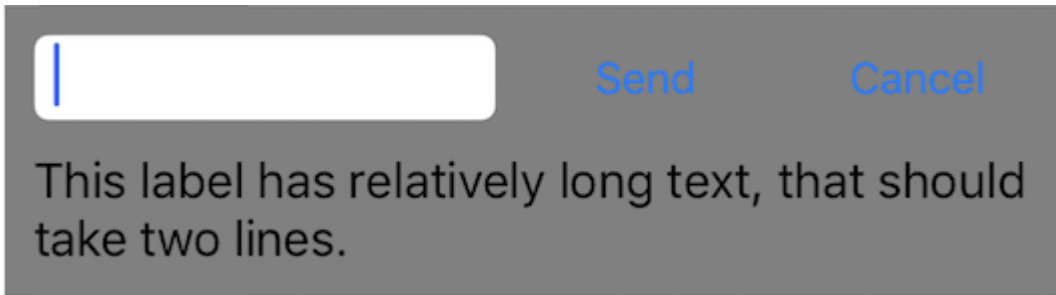 Send Cancel
This label has relatively long text, that should
take two lines.